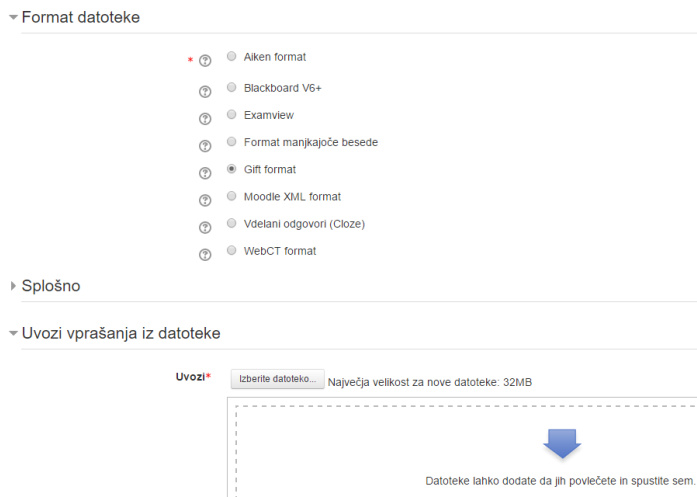 Format datoteke
* Aiken format
Blackboard V6+
Examview
Format manjkajoče besede
Gift format
Moodle XML format
Vdelani odgovori (Cloze)
WebCT format
Splošno
Uvozi vprašanja iz datoteke
Uvozi* Izberite datoteko... Največja velikost za nove datoteke: 32MB
Datoteke lahko dodate da jih povlečete in spustite sem.